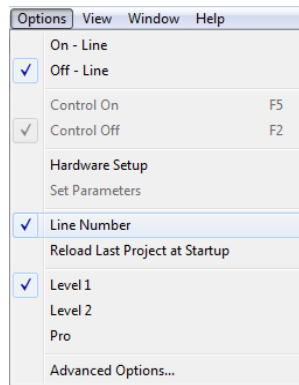 Options View Window Help
On - Line
Off - Line
Control On F5
Control Off F2
Hardware Setup
Set Parameters
Line Number
Reload Last Project at Startup
Level 1
Level 2
Pro
Advanced Options...